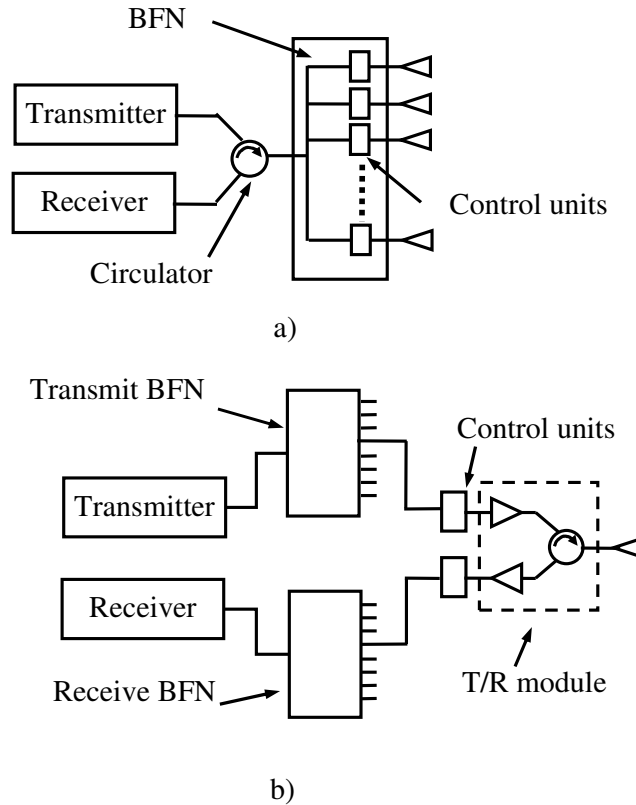 BFN
Transmitter
Receiver
Control units
Circulator
a)
Transmit BFN
Control units
Transmitter
Receiver
T/R module
Receive BFN
b)